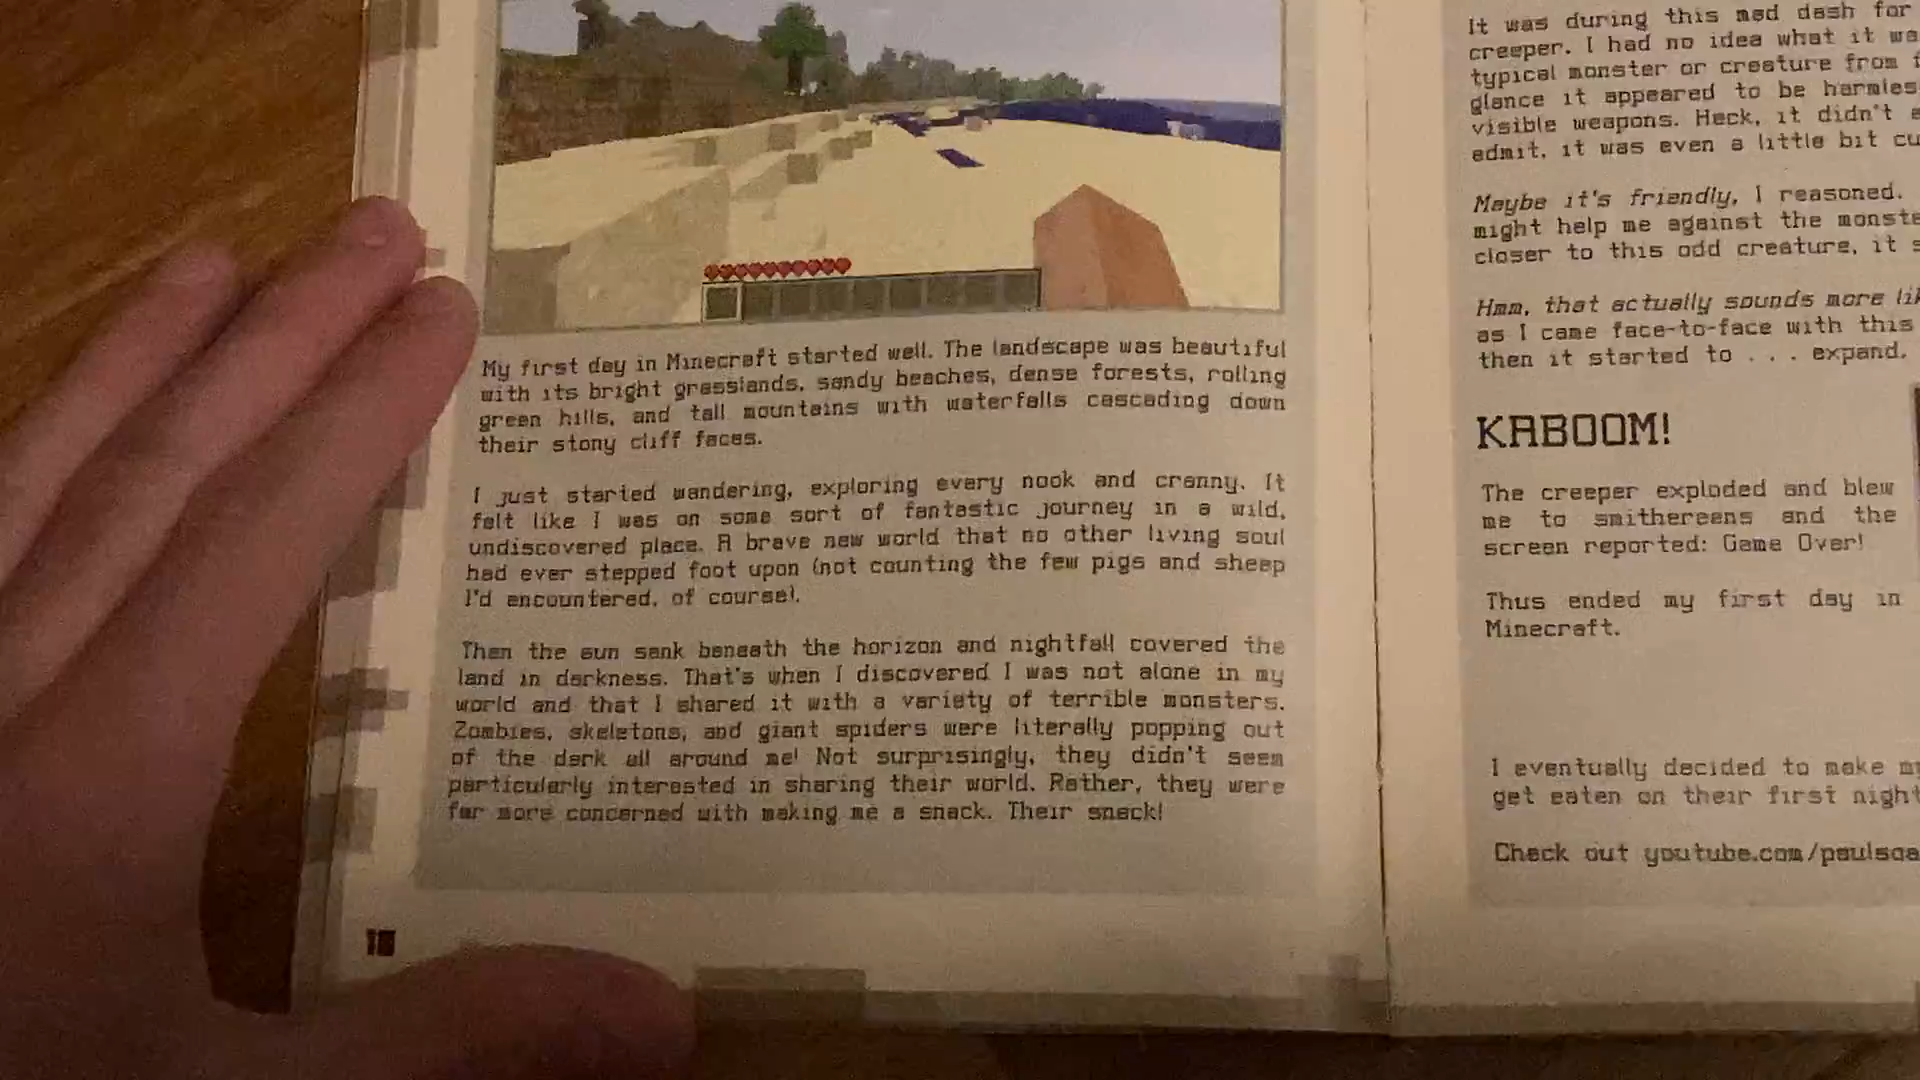 My first day in Minecraft started well. The landscape was beautiful
with its bright grasslands, sandy beaches, dense forests, rolling
green hills, and tall mountains with waterfalls cascading down
their stony cliff faces.
I just started wandering, exploring every nook and cranny. It
felt like I was on some sort of fantastic journey in a wild,
undiscovered place. A brave new world that no other living soul
had ever stepped foot upon (not counting the few pigs and sheep
I'd encountered, of course).
Then the sun sank beneath the horizon and nightfall covered the
land in darkness. That's when I discovered I was not alone in my
world and that I shared it with a variety of terrible monsters.
Zombies, skeletons, and giant spiders were literally popping out
of the dark all around me! Not surprisingly, they didn't seem
particularly interested in sharing their world. Rather, they were
far more concerned with making me a snack. Their snack!
It was during this mad dash for
creeper. I had no idea what it
typical monster or creature from
glance it appeared to be
visible weapons. Heck, it didn't
admit, it was even a little bit
Maybe it's friendly, I reasoned.
might help me against the
closer to this odd creature, it
Hmm, that actually sounds more
as I came face-to-face with this
then it started to . . . expand.
KABOOM!
The creeper exploded and blew
me to smithereens and the
screen reported: Game Over!
Thus ended my first day in
Minecraft.
I eventually decided to make
get eaten on their first night
Check out youtube.com/paulsoa